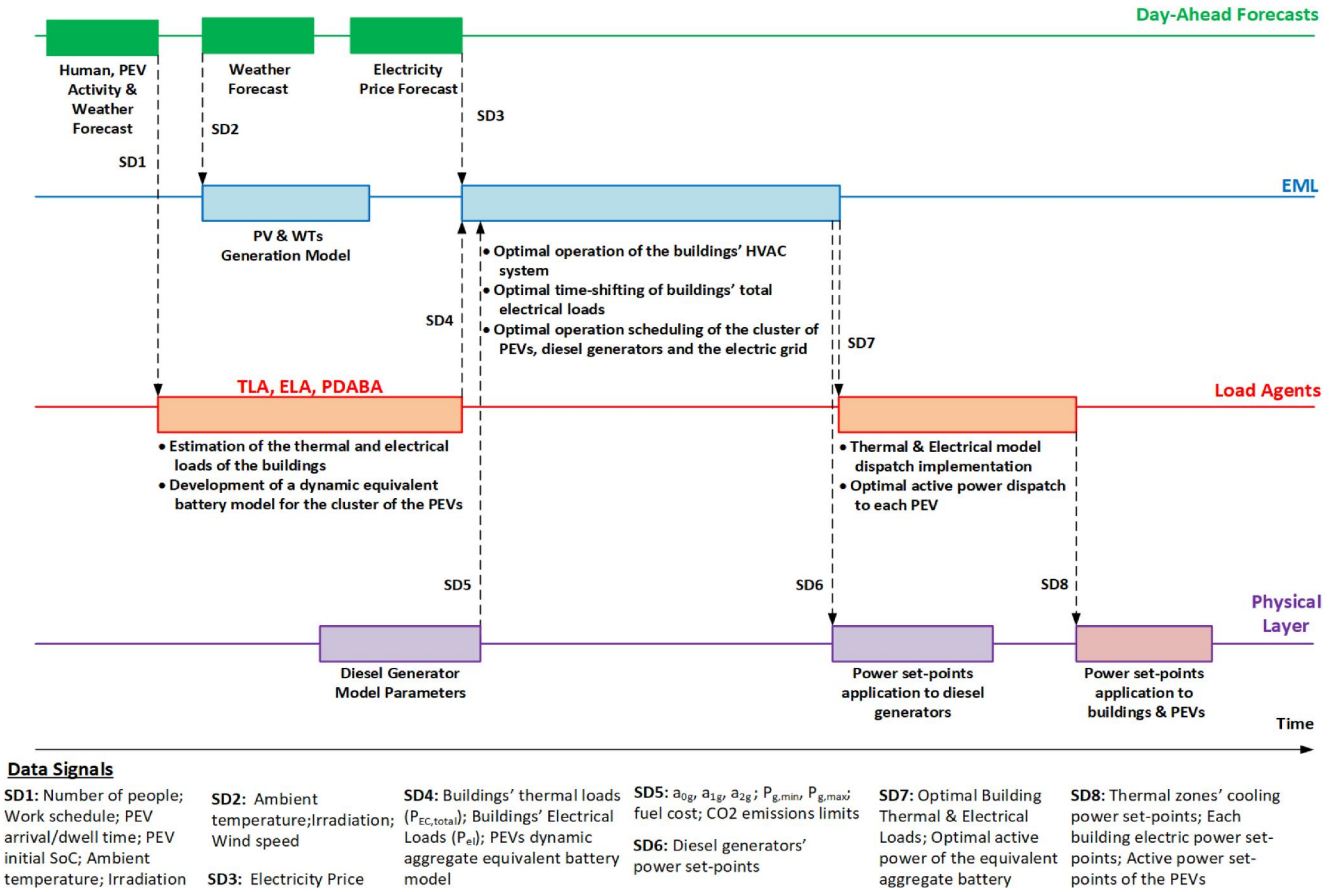 Day-Ahead Forecasts
Human, PEV
Activity &
Weather
Forecast
Weather
Forecast
Electricity
Price Forecast
SD1
SD2
SD3
EML
PV & WTs
Generation Model
• Optimal operation of the buildings’ HVAC
system
• Optimal time-shifting of buildings’ total
electrical loads
• Optimal operation scheduling of the cluster of
PEVs, diesel generators and the electric grid
SD4
SD7
TLA, ELA, PDABA
Load Agents
• Estimation of the thermal and electrical
loads of the buildings
• Development of a dynamic equivalent
battery model for the cluster of the PEVs
• Thermal & Electrical model
dispatch implementation
• Optimal active power dispatch
to each PEV
SD5
SD6
SD8
Physical
Layer
Diesel Generator
Model Parameters
Power set-points
application to diesel
generators
Power set-points
application to
buildings & PEVs
Time
Data Signals
SD1: Number of people;
Work schedule; PEV
arrival/dwell time; PEV
initial SoC; Ambient
temperature; Irradiation
SD2: Ambient
temperature;Irradiation;
Wind speed
SD3: Electricity Price
SD4: Buildings’ thermal loads
(PEC,total); Buildings’ Electrical
Loads (Pel); PEVs dynamic
aggregate equivalent battery
model
SD5: a0g, a1g, a2g; Pg,min, Pg,max;
fuel cost; CO2 emissions limits
SD6: Diesel generators’
power set-points
SD7: Optimal Building
Thermal & Electrical
Loads; Optimal active
power of the equivalent
aggregate battery
SD8: Thermal zones’ cooling
power set-points; Each
building electric power set-
points; Active power set-
points of the PEVs